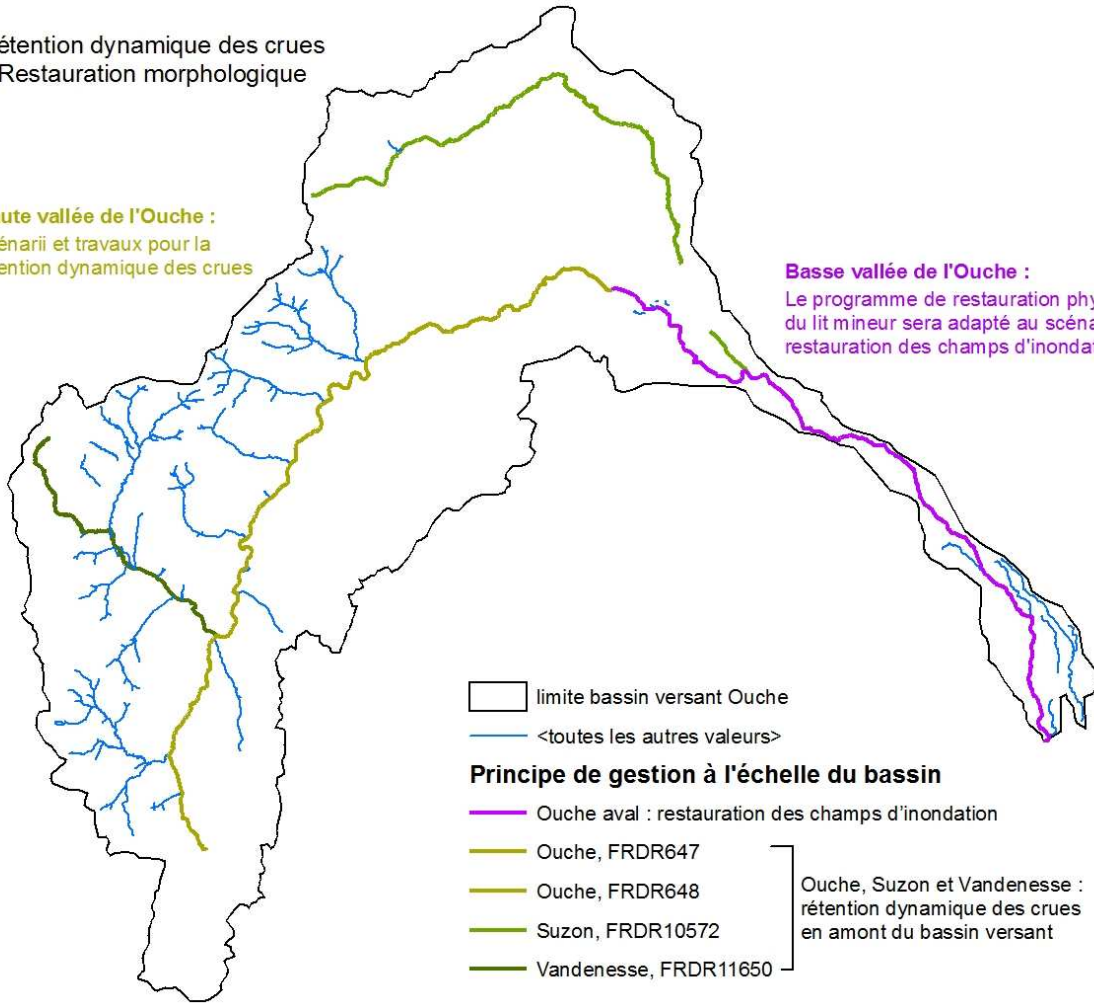 étention dynamique des crues
Restauration morphologique
ute vallée de l'Ouche :
énarii et travaux pour la
ention dynamique des crues
Basse vallée de l'Ouche :
Le programme de restauration phy
du lit mineur sera adapté au scéna
restauration des champs d'inondat
limite bassin versant Ouche
<toutes les autres valeurs>
Principe de gestion à l'échelle du bassin
Ouche aval : restauration des champs d'inondation
Ouche, FRDR647
Ouche, FRDR648
Suzon, FRDR10572
Vandenesse, FRDR11650
Ouche, Suzon et Vandenesse :
rétention dynamique des crues
en amont du bassin versant